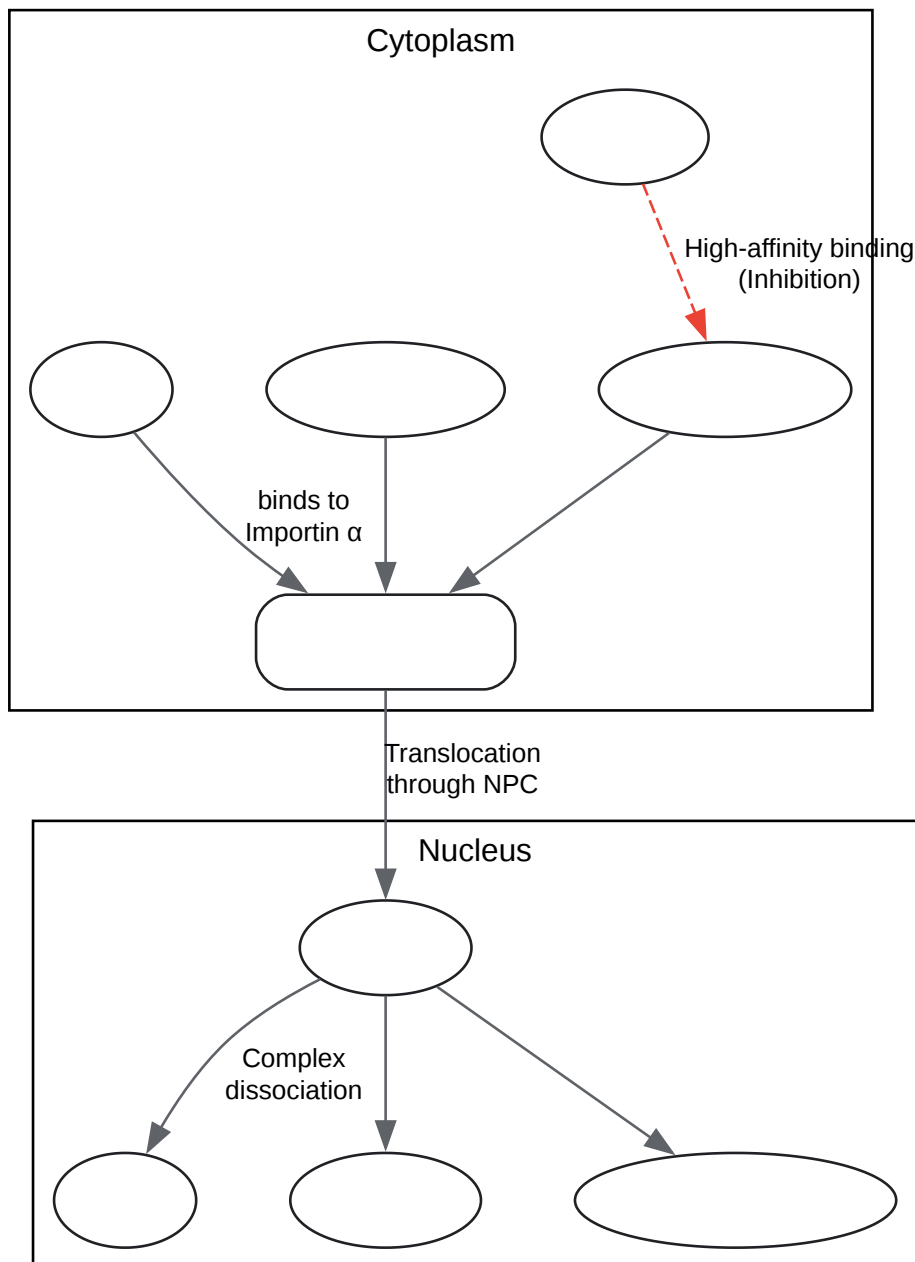 Cytoplasm
High-affinity binding
(Inhibition)
binds to
Importin α
Translocation
through NPC
Nucleus
Complex
dissociation